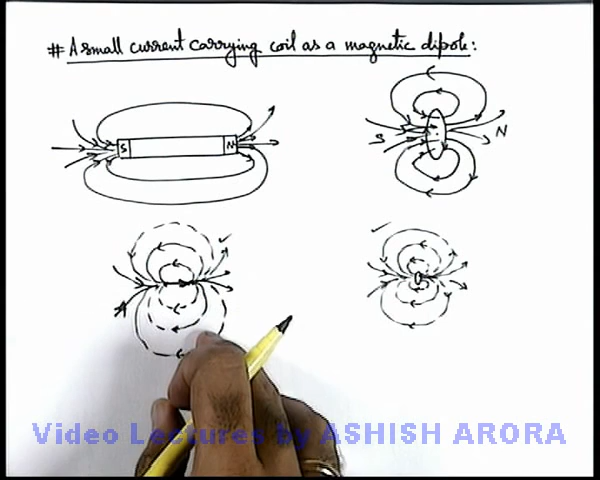 # A small current carrying coil as a magnetic dipole:
S N
S N
Video Lectures by ASHISH ARORA